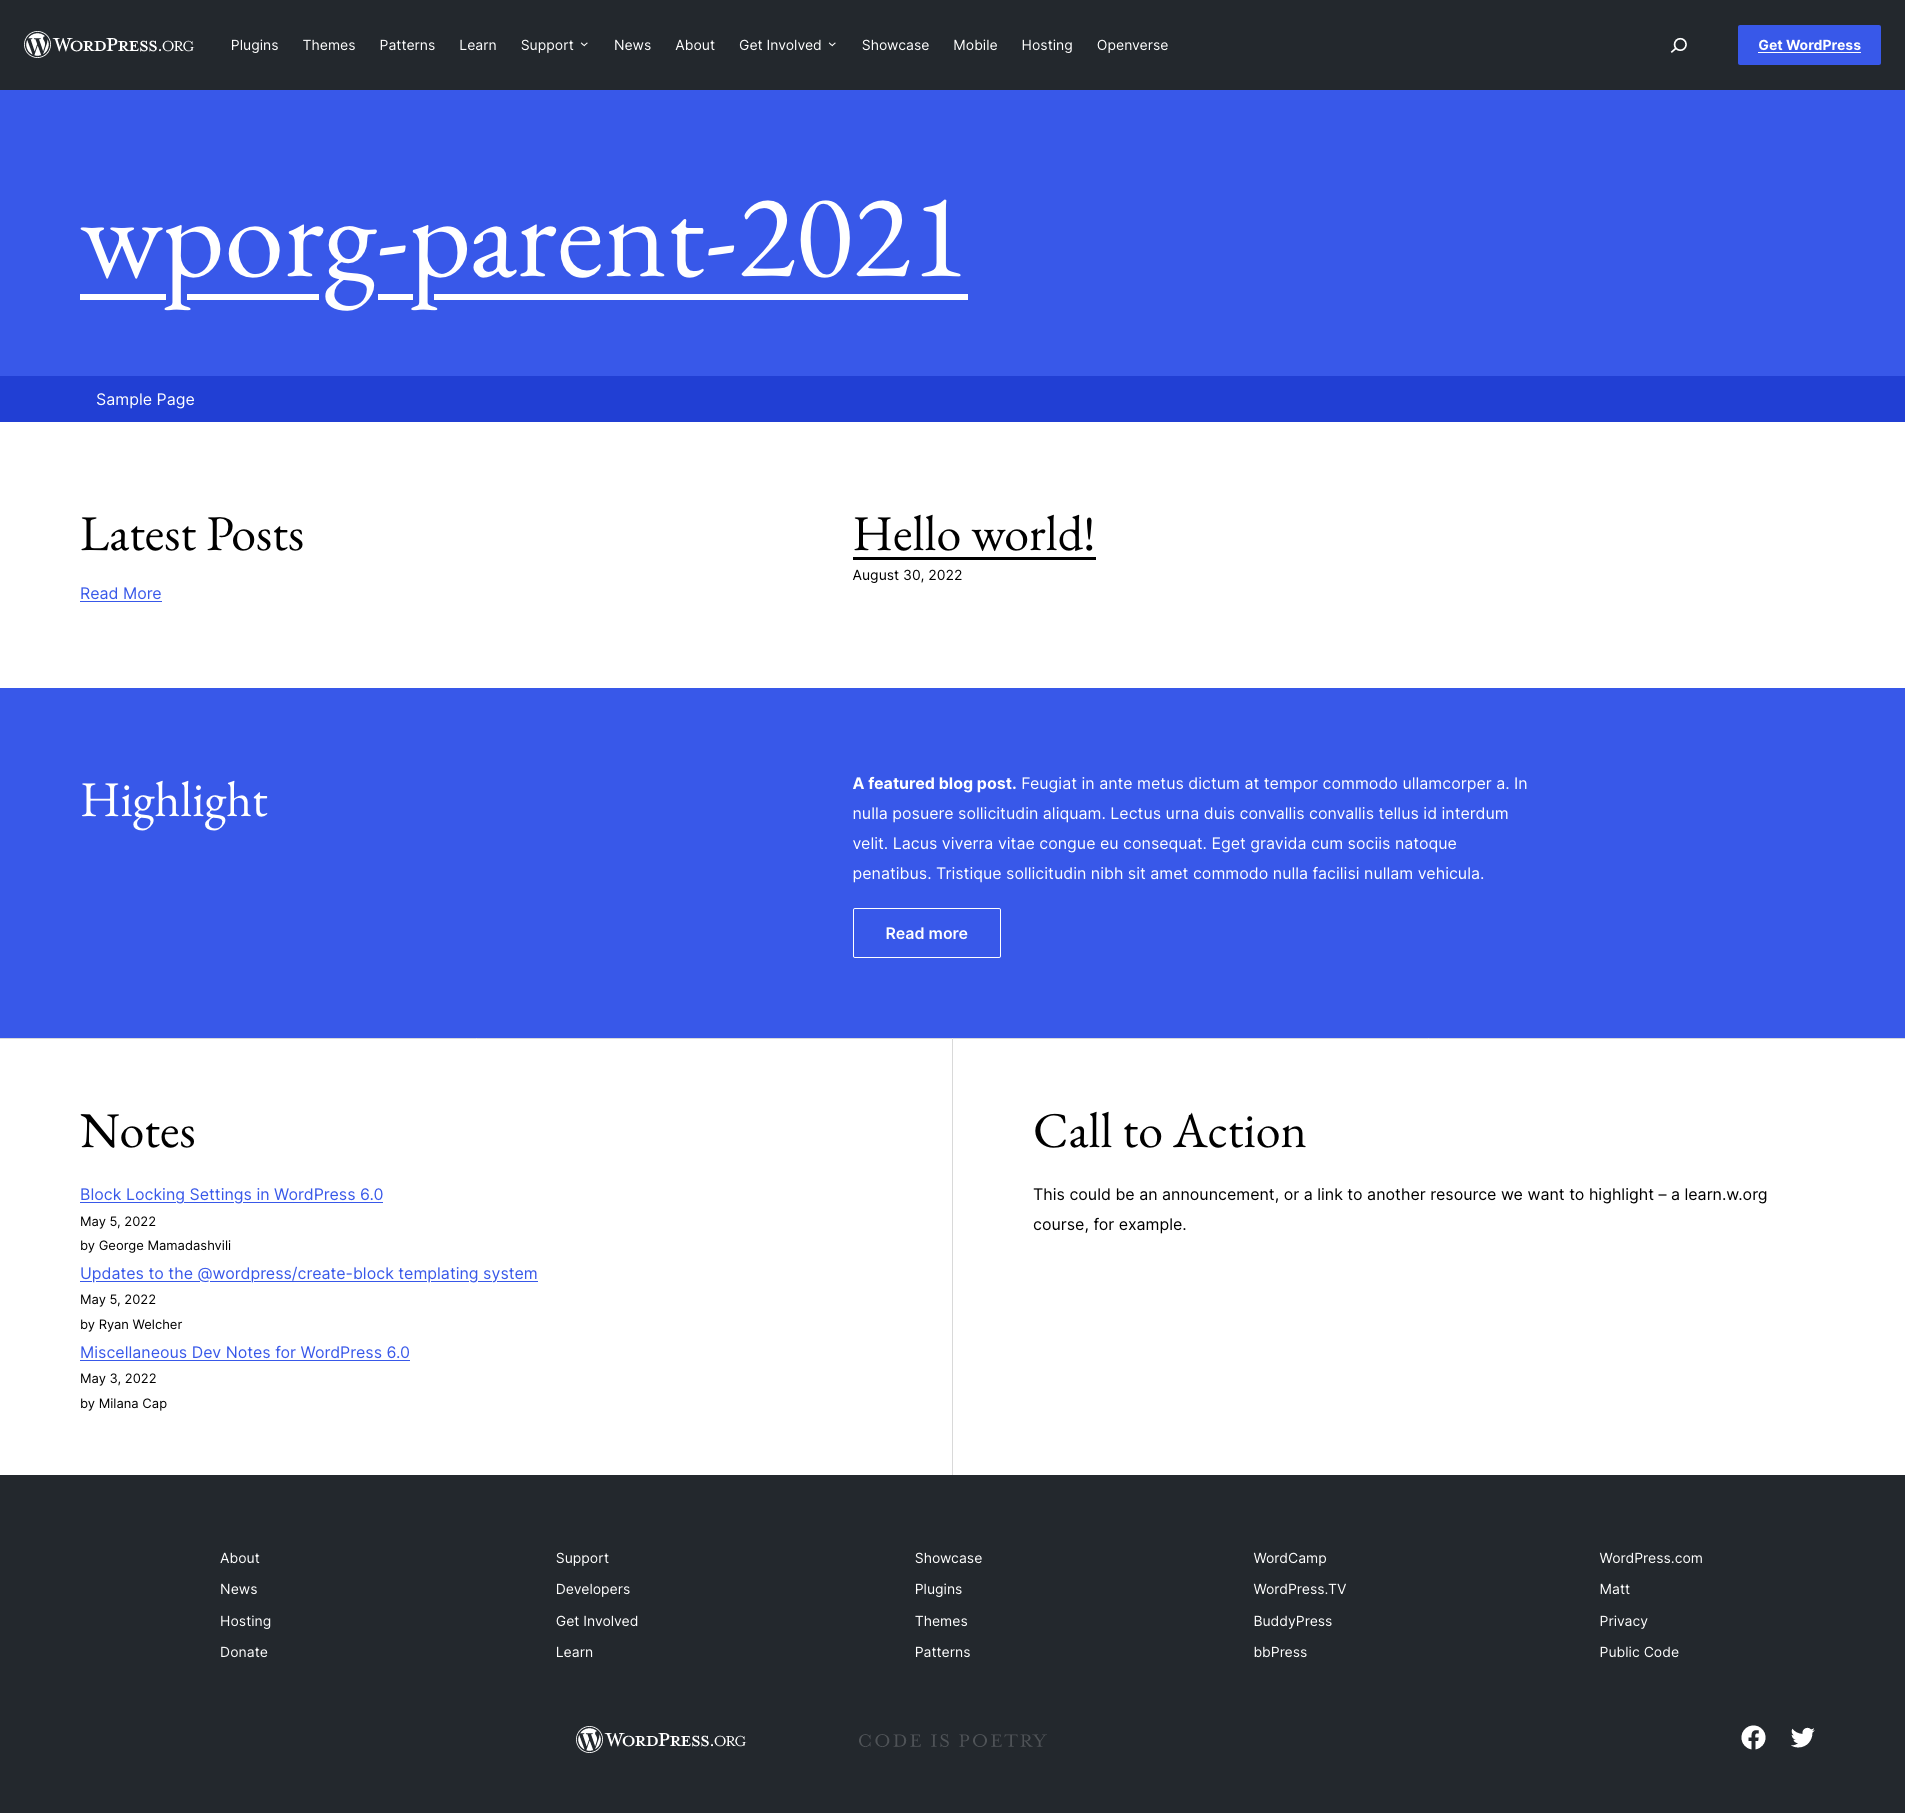 WORDPRESS.ORG Plugins Themes Patterns Learn Support News About Get Involved Showcase Mobile Hosting Openverse Get WordPress
wporg-parent-2021
Sample Page
Latest Posts
Read More
Hello world!
August 30, 2022
Highlight
A featured blog post. Feugiat in ante metus dictum at tempor commodo ullamcorper a. In
nulla posuere sollicitudin aliquam. Lectus urna duis convallis convallis tellus id interdum
velit. Lacus viverra vitae congue eu consequat. Eget gravida cum sociis natoque
penatibus. Tristique sollicitudin nibh sit amet commodo nulla facilisi nullam vehicula.
Read more
Notes
Block Locking Settings in WordPress 6.0
May 5, 2022
by George Mamadashvili
Updates to the @wordpress/create-block templating system
May 5, 2022
by Ryan Welcher
Miscellaneous Dev Notes for WordPress 6.0
May 3, 2022
by Milana Cap
Call to Action
This could be an announcement, or a link to another resource we want to highlight – a learn.w.org
course, for example.
About
News
Hosting
Donate
Support
Developers
Get Involved
Learn
Showcase
Plugins
Themes
Patterns
WordCamp
WordPress.TV
BuddyPress
bbPress
WordPress.com
Matt
Privacy
Public Code
WORDPRESS.ORG
CODE IS POETRY